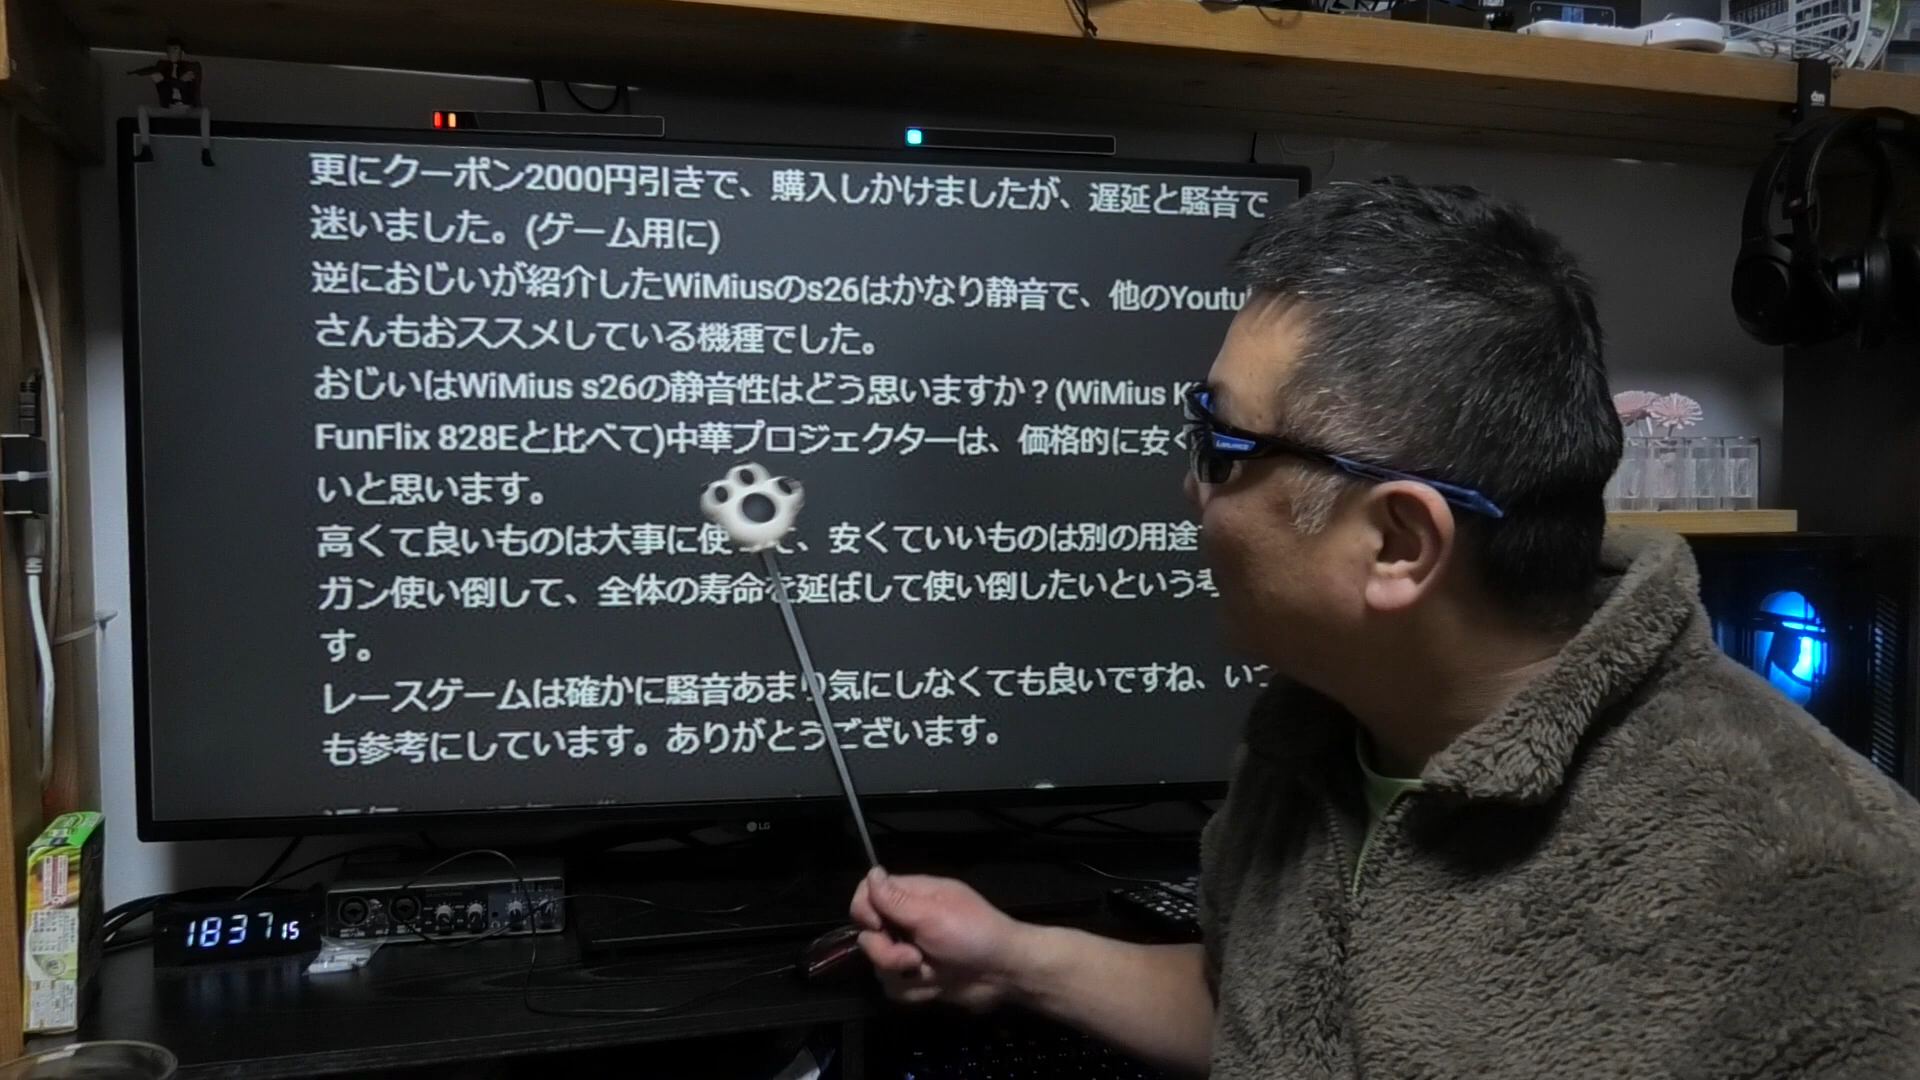 更にクーポン2000円引きで、購入しかけましたが、遅延と騒音で
迷いました。(ゲーム用に)
逆におじいが紹介したWiMiusのs26はかなり静音で、他のYoutu
さんもおススメしている機種でした。
おじいはWiMius s26の静音性はどう思いますか？(WiMius K
FunFlix 828Eと比べて)中華プロジェクターは、価格的に安く
いと思います。
高くて良いものは大事に使 、安くていいものは別の用途
ガン使い倒して、全体の寿命を延ばして使い倒したいという考
す。
レースゲームは確かに騒音あまり気にしなくても良いですね、いつ
も参考にしています。ありがとうございます。
LG
18 37 15